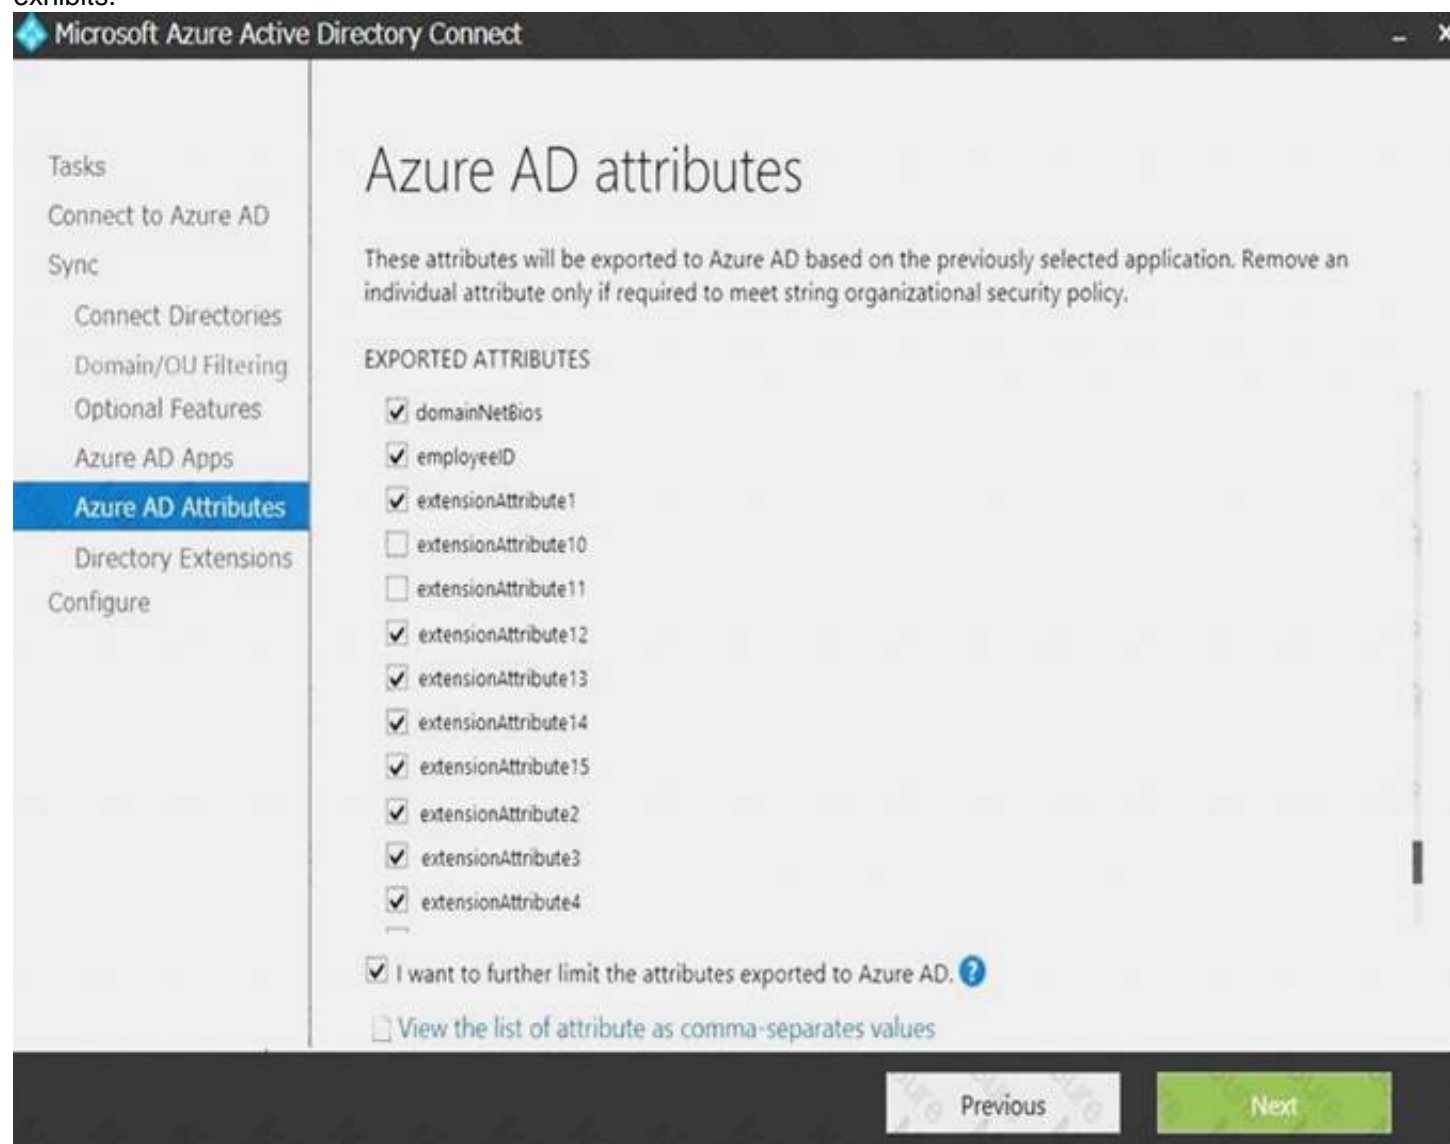 exhibits.
Microsoft Azure Active Directory Connect
Tasks
Connect to Azure AD
Sync
Connect Directories
Domain/OU Filtering
Optional Features
Azure AD Apps
Azure AD Attributes
Directory Extensions
Configure
Azure AD attributes
These attributes will be exported to Azure AD based on the previously selected application. Remove an
individual attribute only if required to meet string organizational security policy.
EXPORTED ATTRIBUTES
domainNetBios
employeeID
extensionAttribute1
extensionAttribute10
extensionAttribute11
extensionAttribute12
extensionAttribute13
extensionAttribute14
extensionAttribute15
extensionAttribute2
extensionAttribute3
extensionAttribute4
I want to further limit the attributes exported to Azure AD. ?
View the list of attribute as comma-separates values
Previous
Next